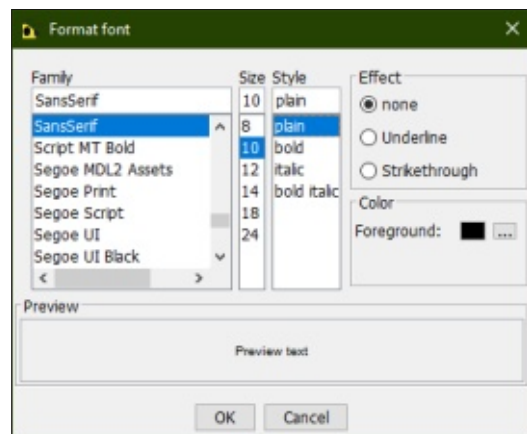 Format font
Family
Size
Style
Effect
SansSerif
10
plain
none
SansSerif
Script MT Bold
Segoe MDL2 Assets
Segoe Print
Segoe Script
Segoe UI
Segoe UI Black
8
10
12
14
18
24
plain
bold
italic
bold italic
Underline
Strikethrough
Color
Foreground:
...
Preview
Preview text
OK
Cancel